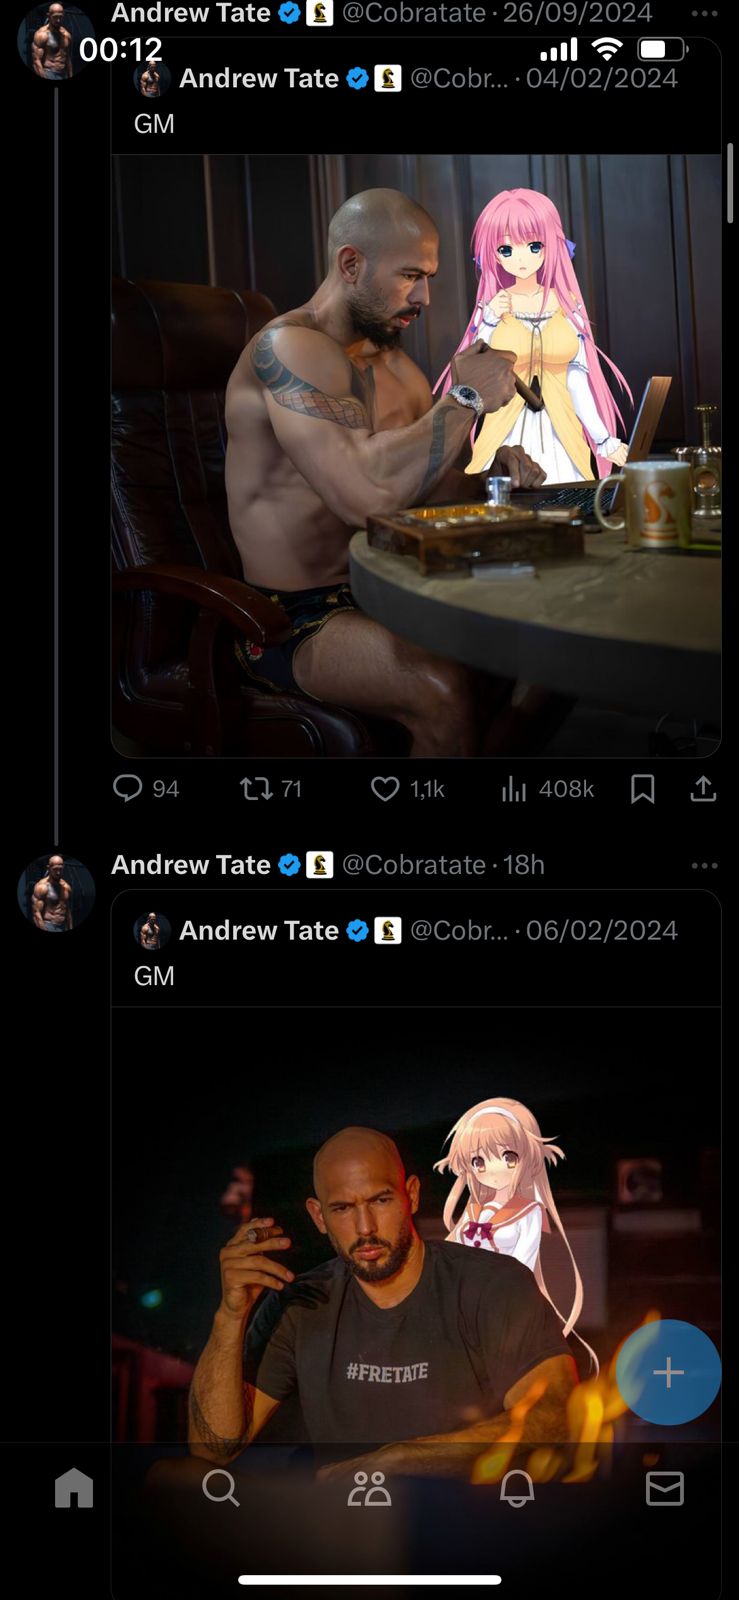 Andrew Tate @Cobratate · 26/09/2024
00:12
Andrew Tate @Cobr... · 04/02/2024
GM
94 71 1,1k 408k
Andrew Tate @Cobratate · 18h
Andrew Tate @Cobr... · 06/02/2024
GM
#FRETATE